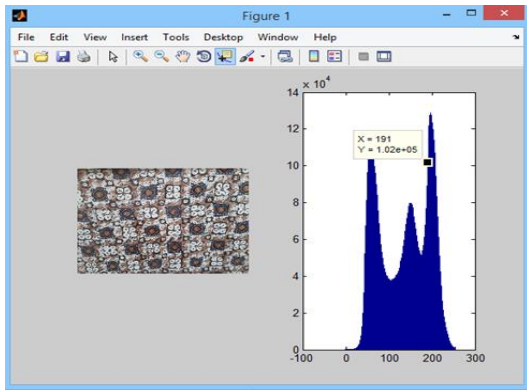 Figure 1
File Edit View Insert Tools Desktop Window Help
x 10^4
14
12
10
8
6
4
2
0
X = 191
Y = 1.02e+05
-100 0 100 200 300